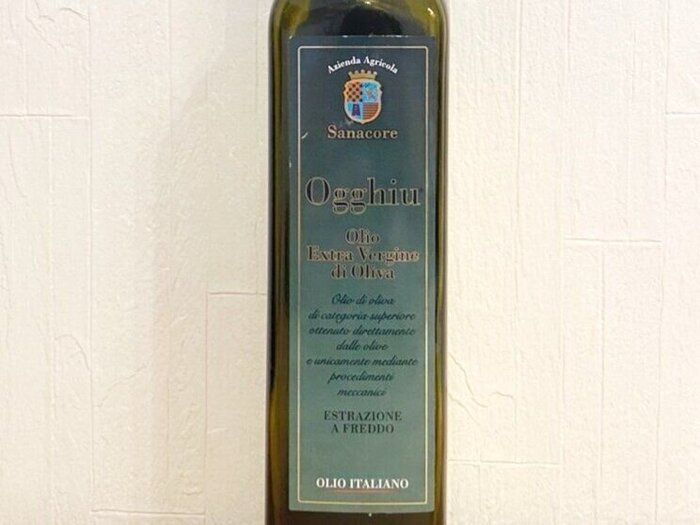 Azienda Agricola
Sanacore
Ogghiu
Olio
Extra Vergine
di Oliva
Olio di oliva
di categoria superiore
ottenuto direttamente
dalle olive
e unicamente mediante
procedimenti
meccanici
ESTRAZIONE
A FREDDO
OLIO ITALIANO